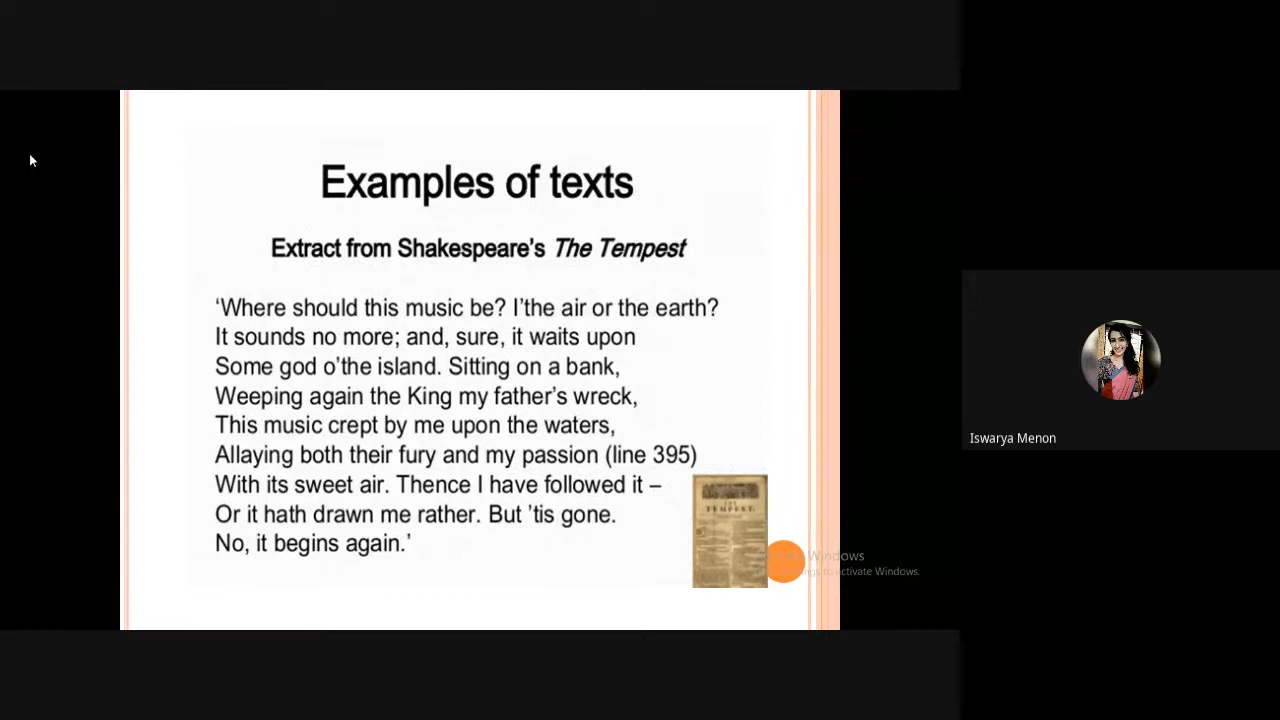 Examples of texts
Extract from Shakespeare's The Tempest
‘Where should this music be? I’the air or the earth?
It sounds no more; and, sure, it waits upon
Some god o’the island. Sitting on a bank,
Weeping again the King my father’s wreck,
This music crept by me upon the waters,
Allaying both their fury and my passion (line 395)
With its sweet air. Thence I have followed it –
Or it hath drawn me rather. But ’tis gone.
No, it begins again.’
TEMPEST.
Windows
activate Windows.
Iswarya Menon